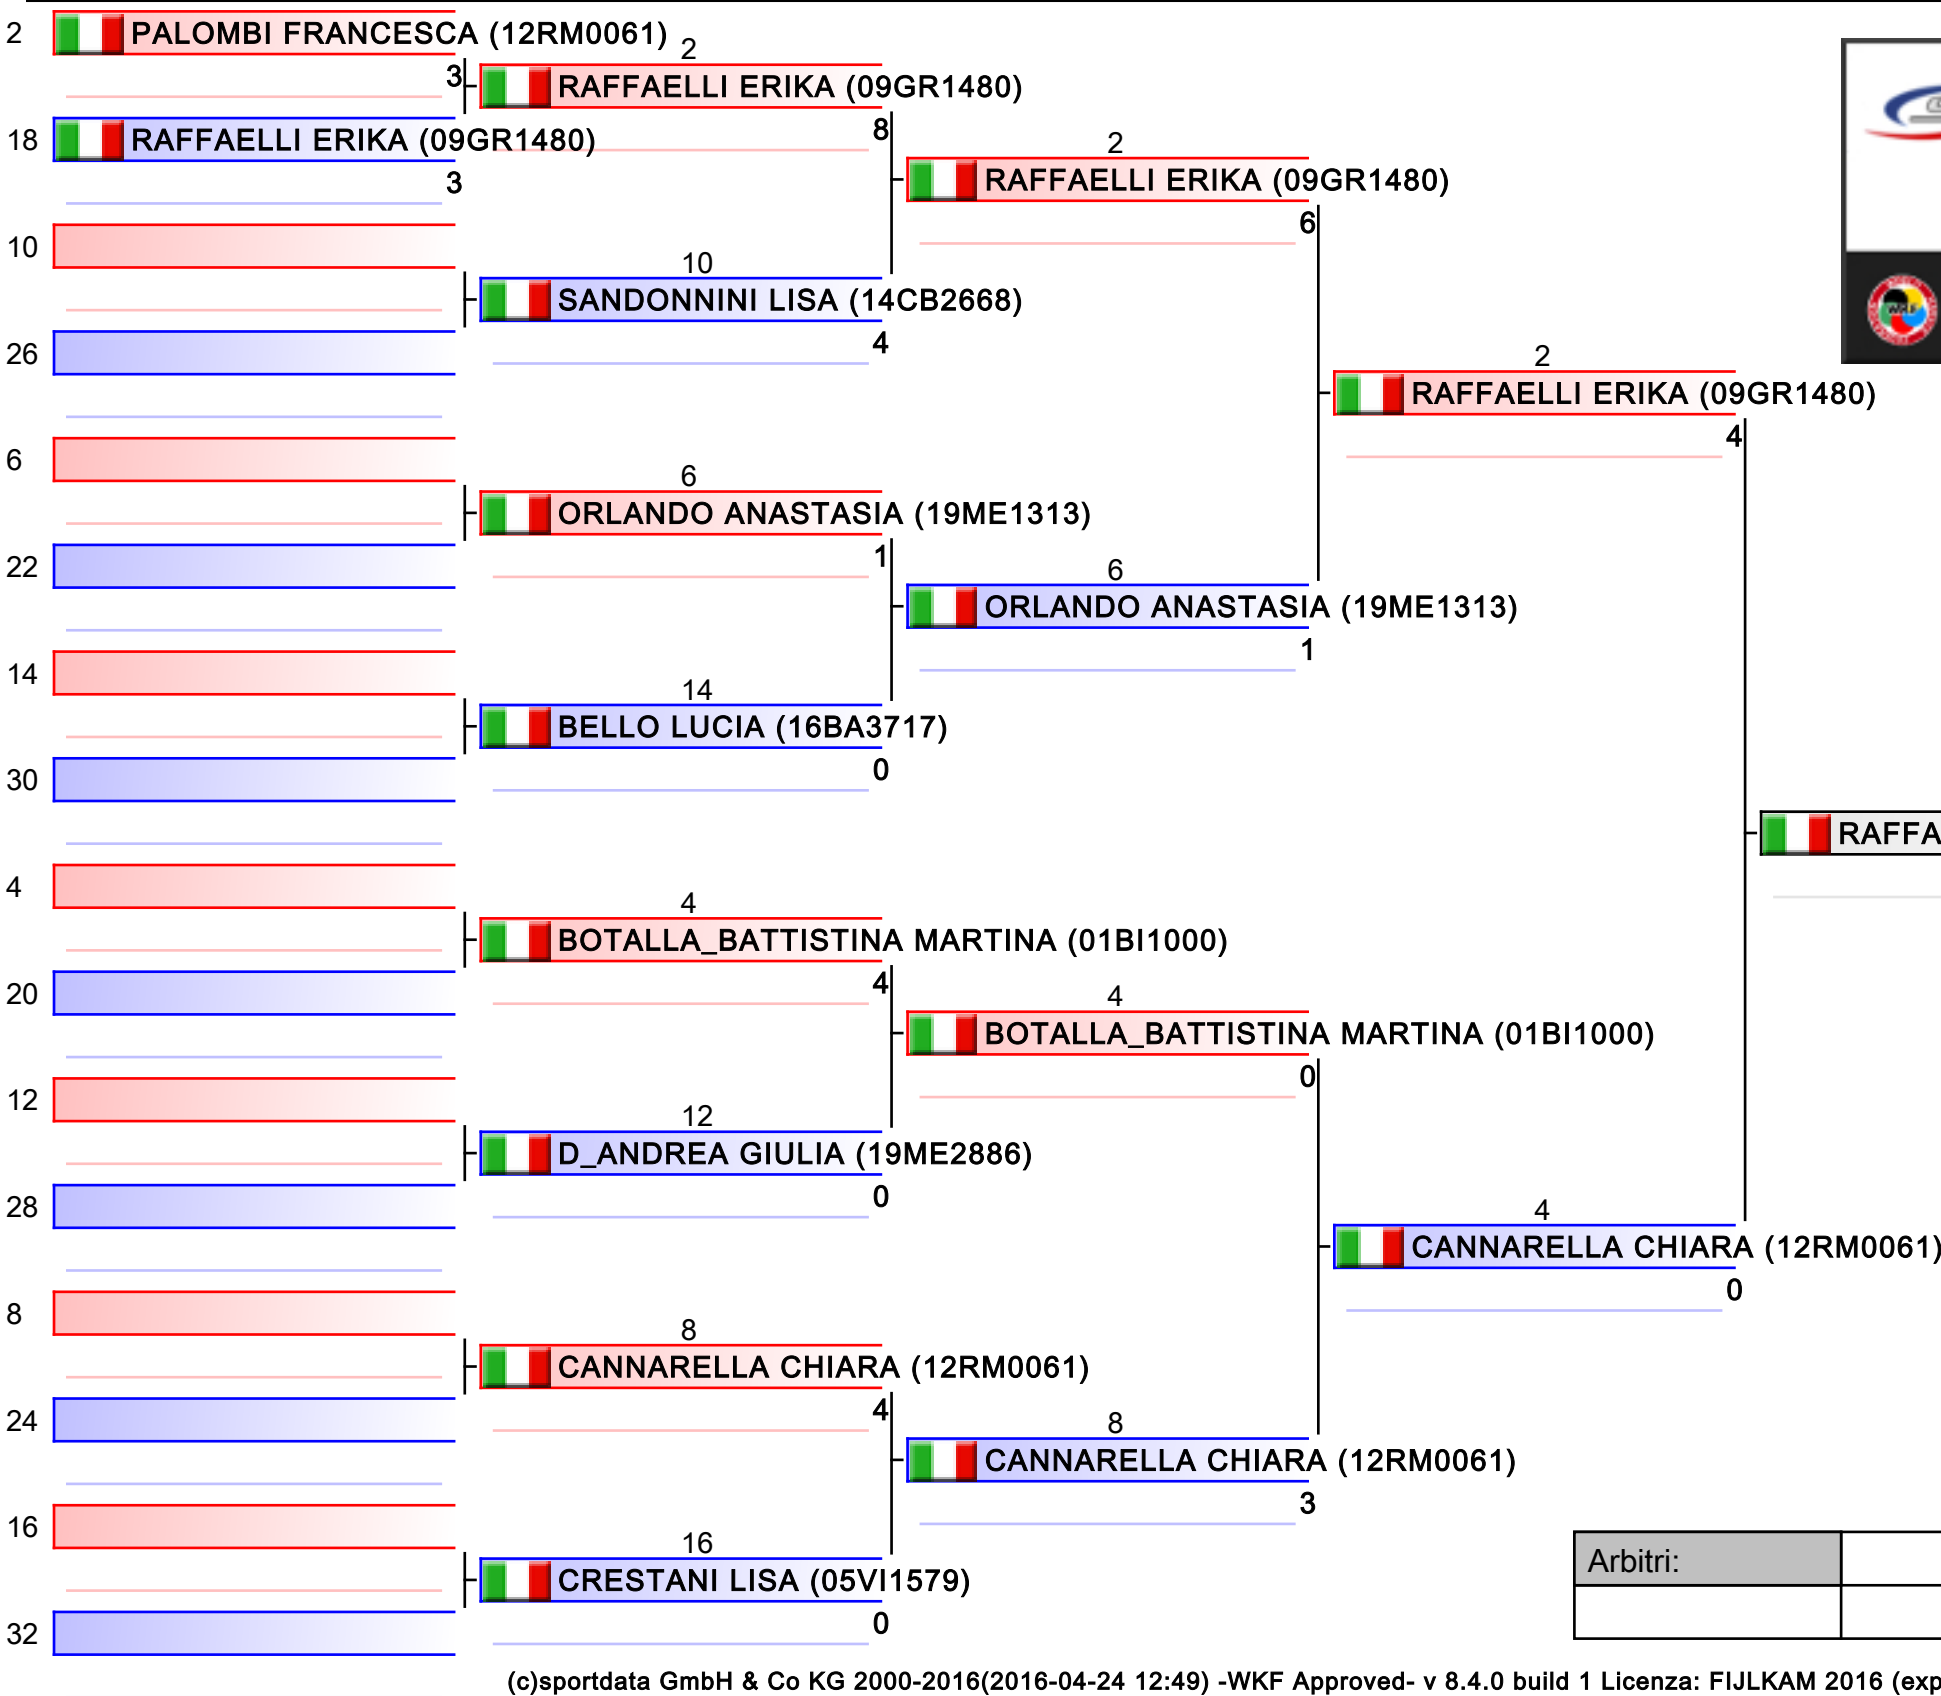 2 PALOMBI FRANCESCA (12RM0061)
3
18 RAFFAELLI ERIKA (09GR1480)
3
10
26
6
22
14
30
4
20
12
28
8
24
16
32
2
RAFFAELLI ERIKA (09GR1480)
8
10
SANDONNINI LISA (14CB2668)
4
6
ORLANDO ANASTASIA (19ME1313)
1
14
BELLO LUCIA (16BA3717)
0
4
BOTALLA_BATTISTINA MARTINA (01BI1000)
4
12
D_ANDREA GIULIA (19ME2886)
0
8
CANNARELLA CHIARA (12RM0061)
4
16
CRESTANI LISA (05VI1579)
0
2
RAFFAELLI ERIKA (09GR1480)
6
6
ORLANDO ANASTASIA (19ME1313)
1
4
BOTALLA_BATTISTINA MARTINA (01BI1000)
0
8
CANNARELLA CHIARA (12RM0061)
3
2
RAFFAELLI ERIKA (09GR1480)
4
4
CANNARELLA CHIARA (12RM0061)
0
RAFFA
WKF
Arbitri:
(c)sportdata GmbH & Co KG 2000-2016(2016-04-24 12:49) -WKF Approved- v 8.4.0 build 1 Licenza: FIJLKAM 2016 (exp